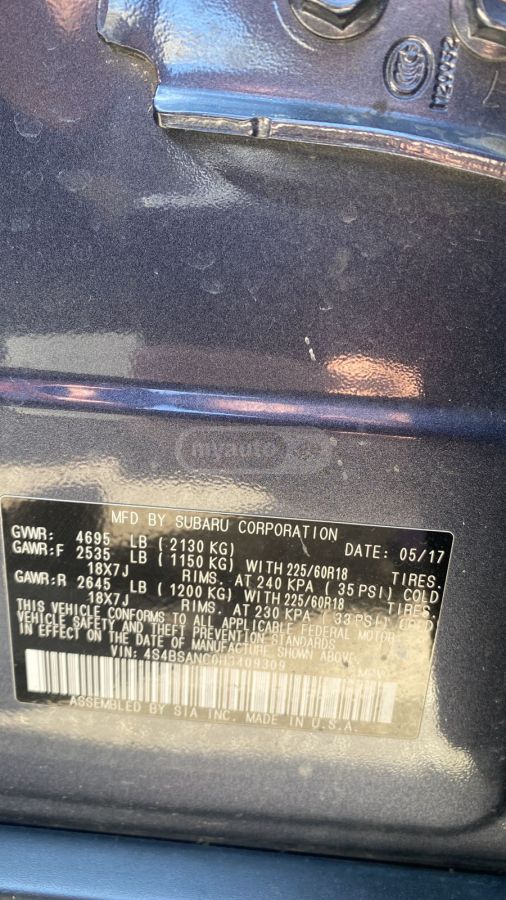 1120052
myauto
MFD BY SUBARU CORPORATION
GVWR: 4695 LB (2130 KG) DATE: 05/17
GAWR:F 2535 LB (1150 KG) WITH 225/60R18 TIRES.
18X7J RIMS. AT 240 KPA (35 PSI) COLD
GAWR:R 2645 LB (1200 KG) WITH 225/60R18 TIRES.
18X7J RIMS. AT 230 KPA (33 PSI) COLD
THIS VEHICLE CONFORMS TO ALL APPLICABLE FEDERAL MOTOR
VEHICLE SAFETY AND THEFT PREVENTION STANDARDS
IN EFFECT ON THE DATE OF MANUFACTURE SHOWN ABOVE.
VIN: 4S4BSANC0H3409309
ASSEMBLED BY SIA INC. MADE IN U.S.A.